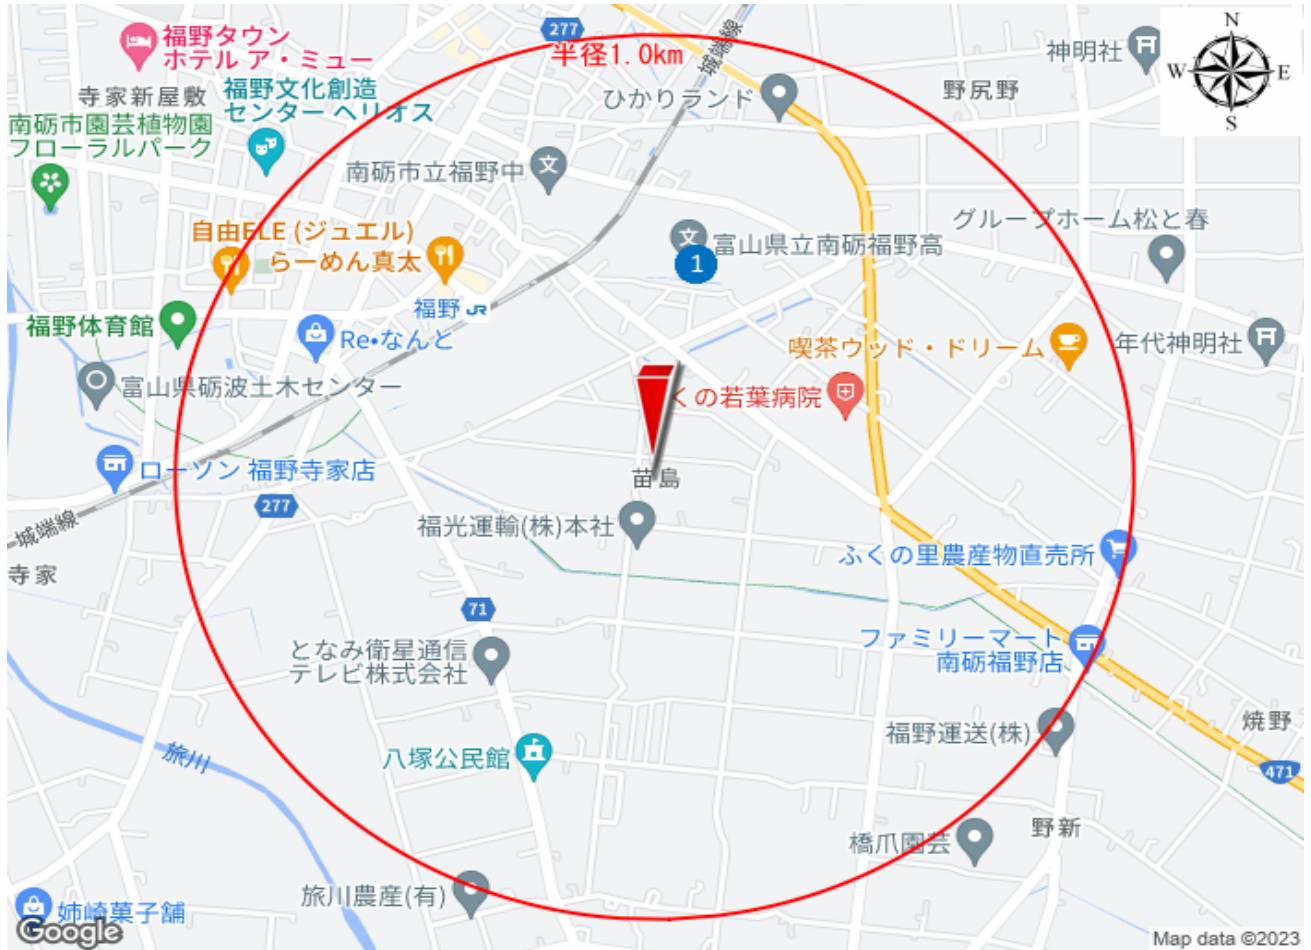 277
城端線
N
福野タウン
ホテル ア・ミュー
半径1.0km
神明社
W
E
福野文化創造
センター ヘリオス
寺家新屋敷
ひかりランド
野尻野
S
南砺市園芸植物園
フローラルパーク
南砺市立福野中
文
グループホーム松と春
自由ELE (ジュエル)
文
富山県立南砺福野高
らーめん真太
1
福野 JR
福野体育館
Re•なんと
喫茶ウッド・ドリーム
年代神明社
富山県砺波土木センター
くの若葉病院
ローソン 福野寺家店
苗島
277
城端線
福光運輸(株)本社
ふくの里農産物直売所
寺家
71
ファミリーマート
南砺福野店
となみ衛星通信
テレビ株式会社
焼野
福野運送(株)
旅川
八塚公民館
471
野新
橋爪園芸
旅川農産(有)
姉崎菓子舗
Google
Map data ©2023